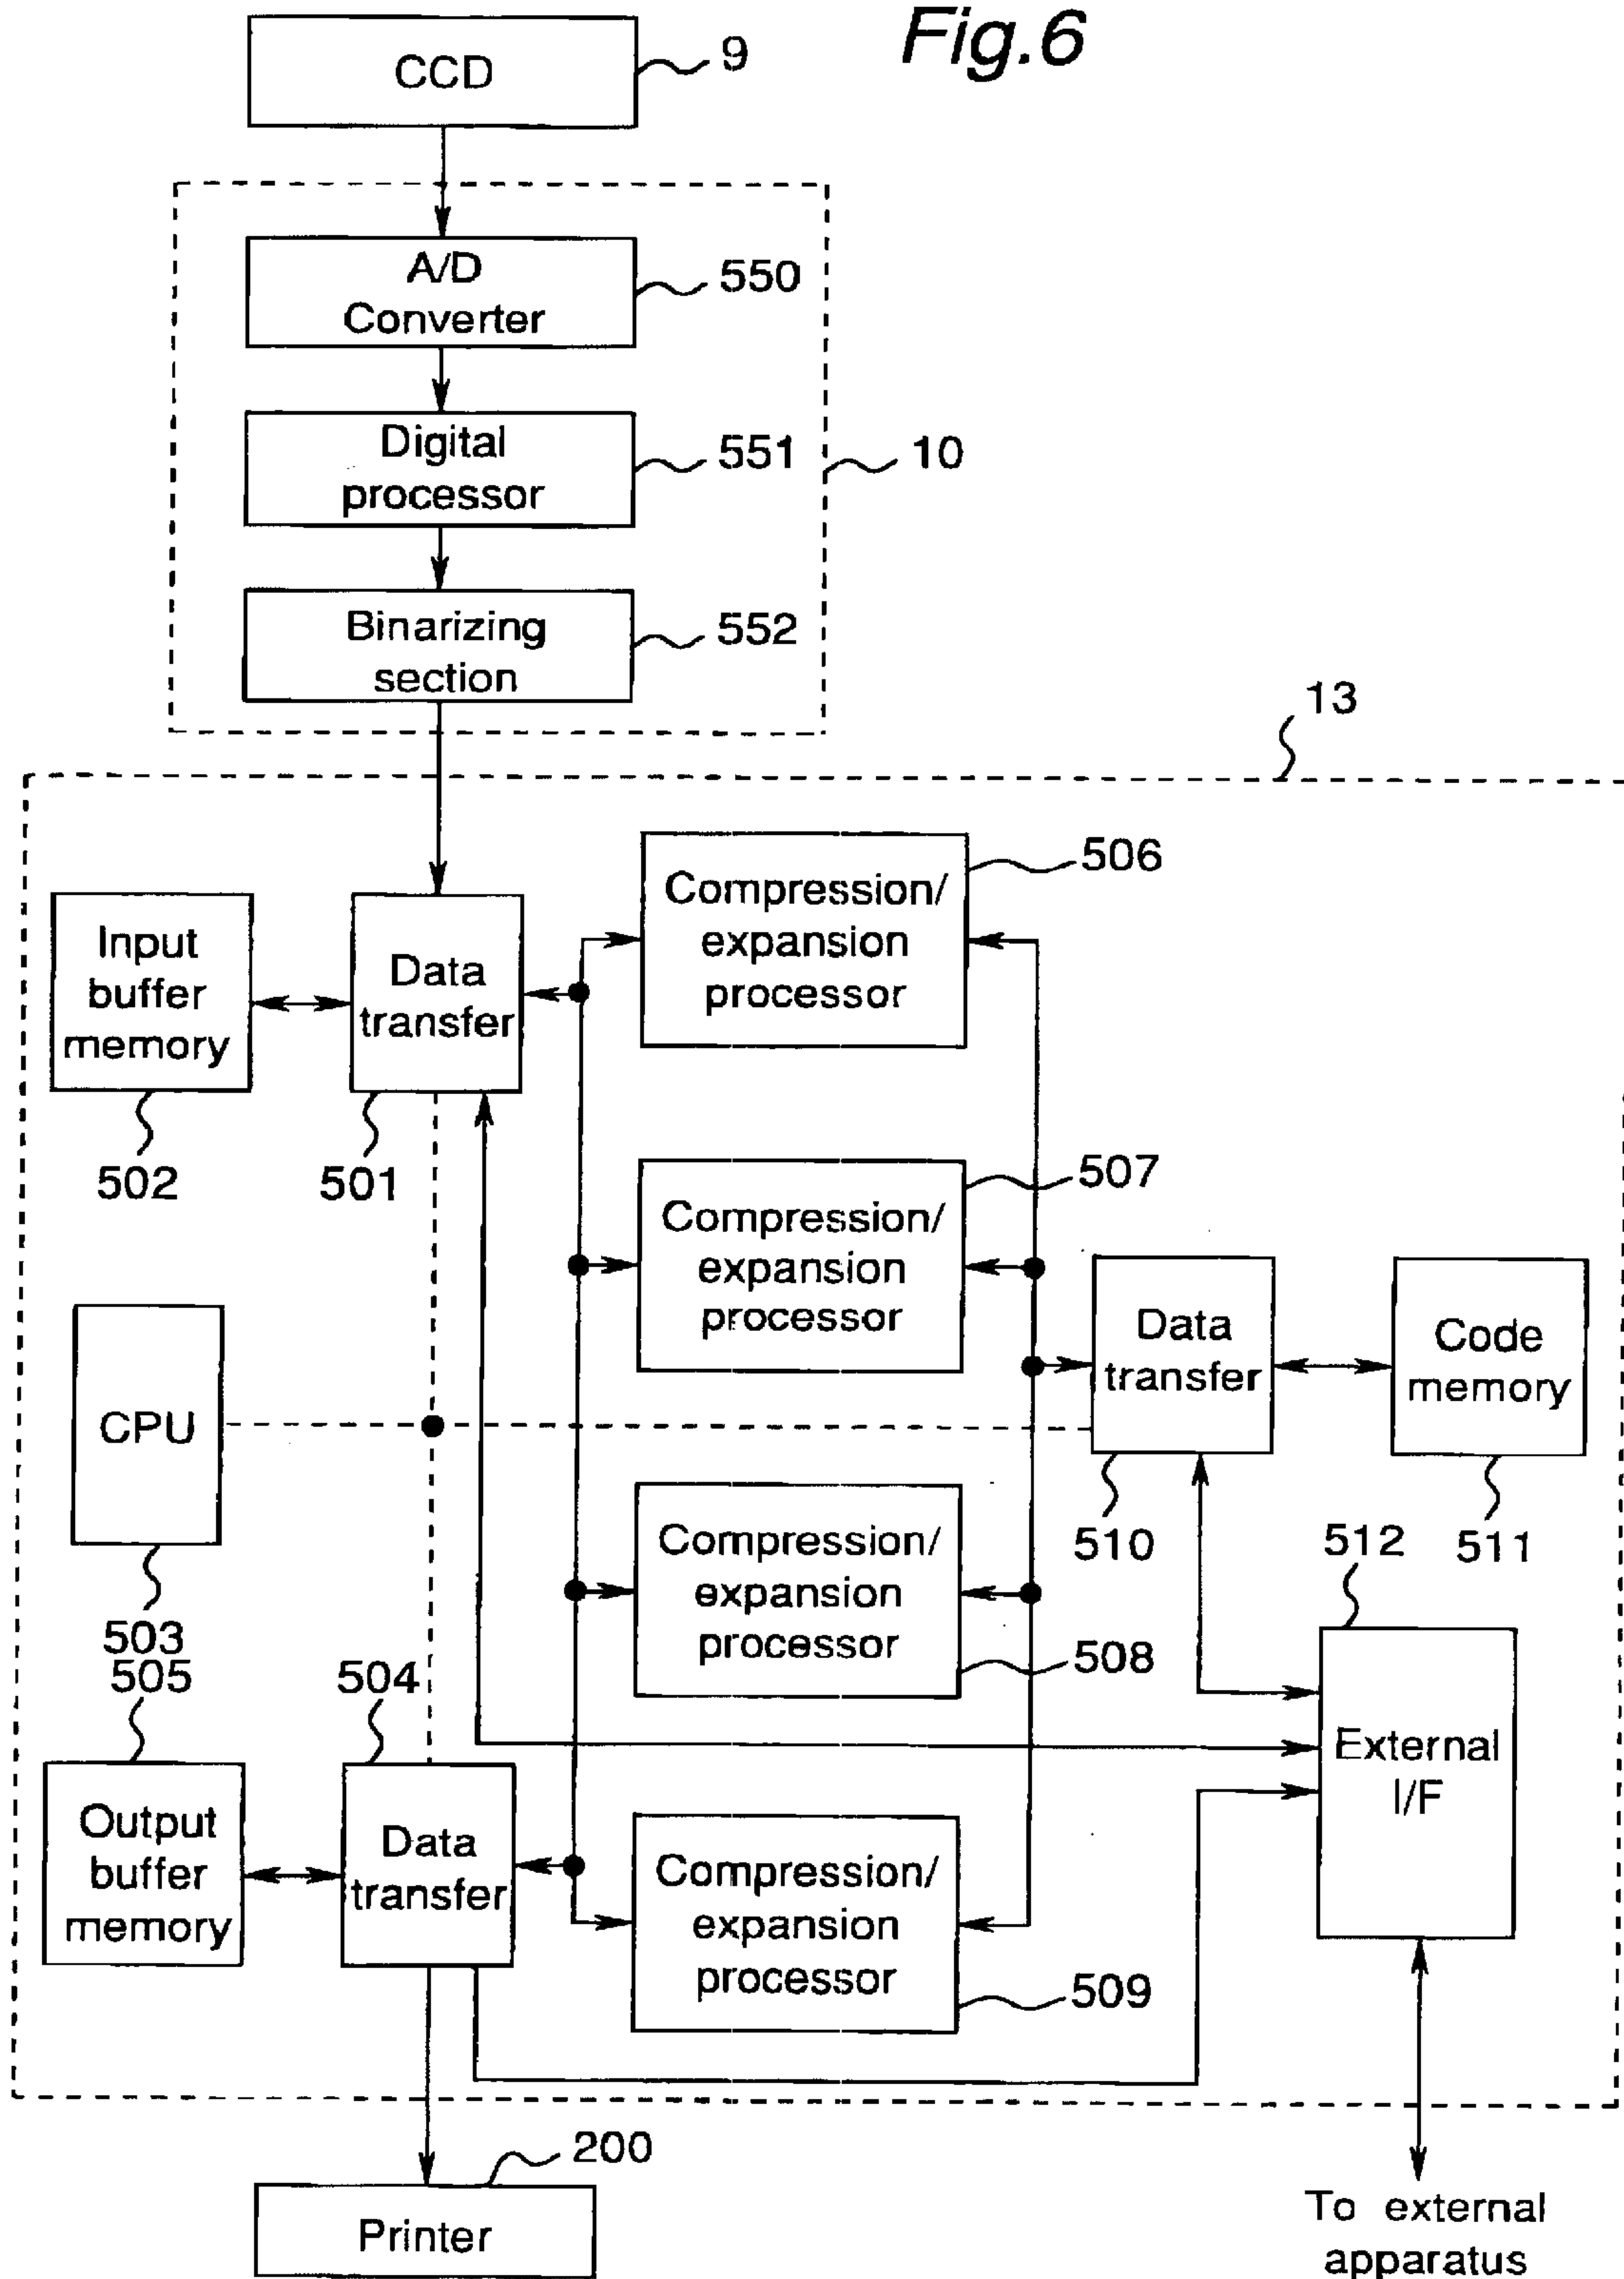 Fig.6
CCD
9
A/D
Converter
550
Digital
processor
551
10
Binarizing
section
552
13
Compression/
expansion
processor
506
Input
buffer
memory
Data
transfer
502
501
Compression/
expansion
processor
507
Data
transfer
Code
memory
CPU
510
511
512
Compression/
expansion
processor
508
503
505
504
External
I/F
Output
buffer
memory
Data
transfer
Compression/
expansion
processor
509
200
Printer
To external
apparatus